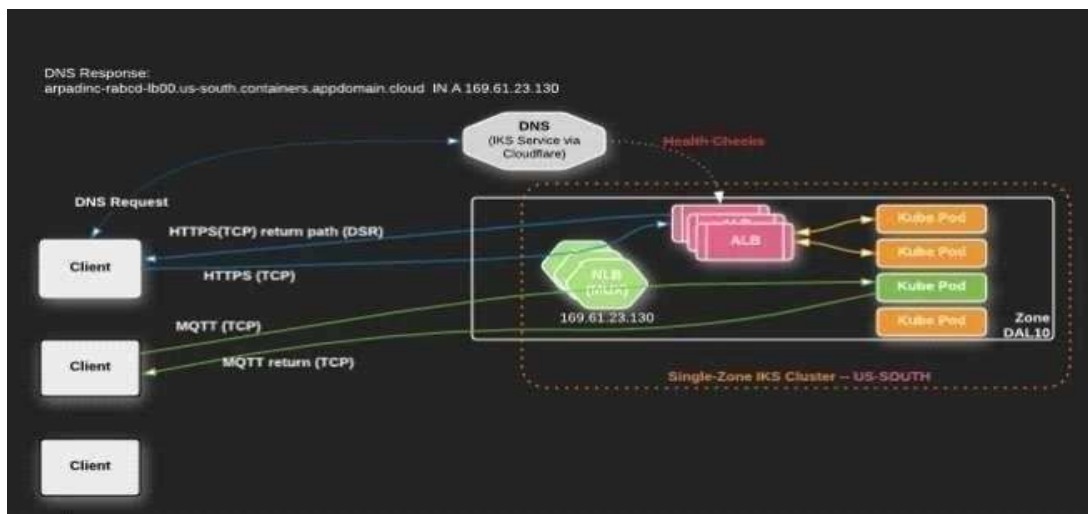 DNS Response:
arpadinc-rabcd-lb00.us-south.containers.appdomain.cloud IN A 169.61.23.130
DNS
(IKS Service via
Cloudflare)
Health Checks
DNS Request
HTTPS(TCP) return path (DSR)
Client
HTTPS (TCP)
ALB
ALB
NLB
(MUX)
169.61.23.130
Kube Pod
Kube Pod
Kube Pod
Kube Pod
Zone
DAL10
MQTT (TCP)
MQTT return (TCP)
Client
Single-Zone IKS Cluster -- US-SOUTH
Client